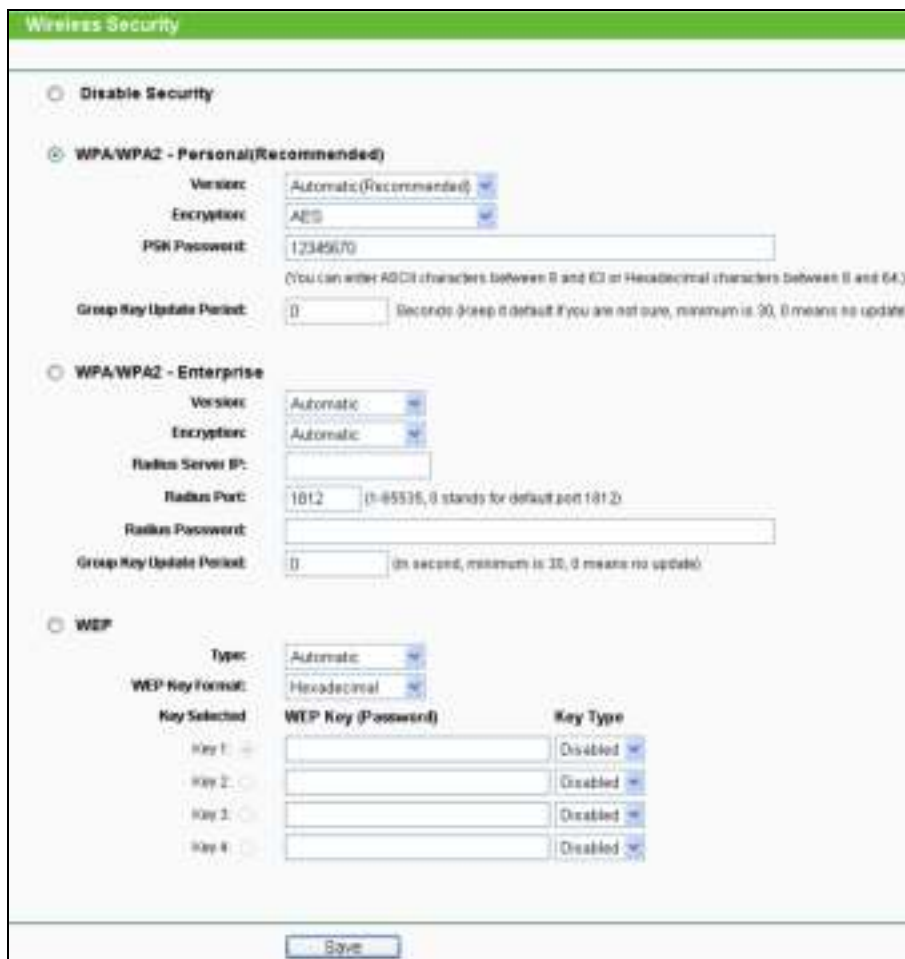 Wireless Security
Disable Security
WPA/WPA2 - Personal(Recommended)
Version: Automatic(Recommended)
Encryption: AES
PSK Password: 12345670
(You can enter ASCII characters between 8 and 63 or Hexadecimal characters between 8 and 64.)
Group Key Update Period: 0 Seconds (Keep it default if you are not sure, minimum is 30, 0 means no update
WPA/WPA2 - Enterprise
Version: Automatic
Encryption: Automatic
Radius Server IP:
Radius Port: 1812 (1-65535, 0 stands for default port 1812)
Radius Password:
Group Key Update Period: 0 (in second, minimum is 30, 0 means no update)
WEP
Type: Automatic
WEP Key Format: Hexadecimal
Key Selected WEP Key (Password) Key Type
Key 1: Disabled
Key 2: Disabled
Key 3: Disabled
Key 4: Disabled
Save